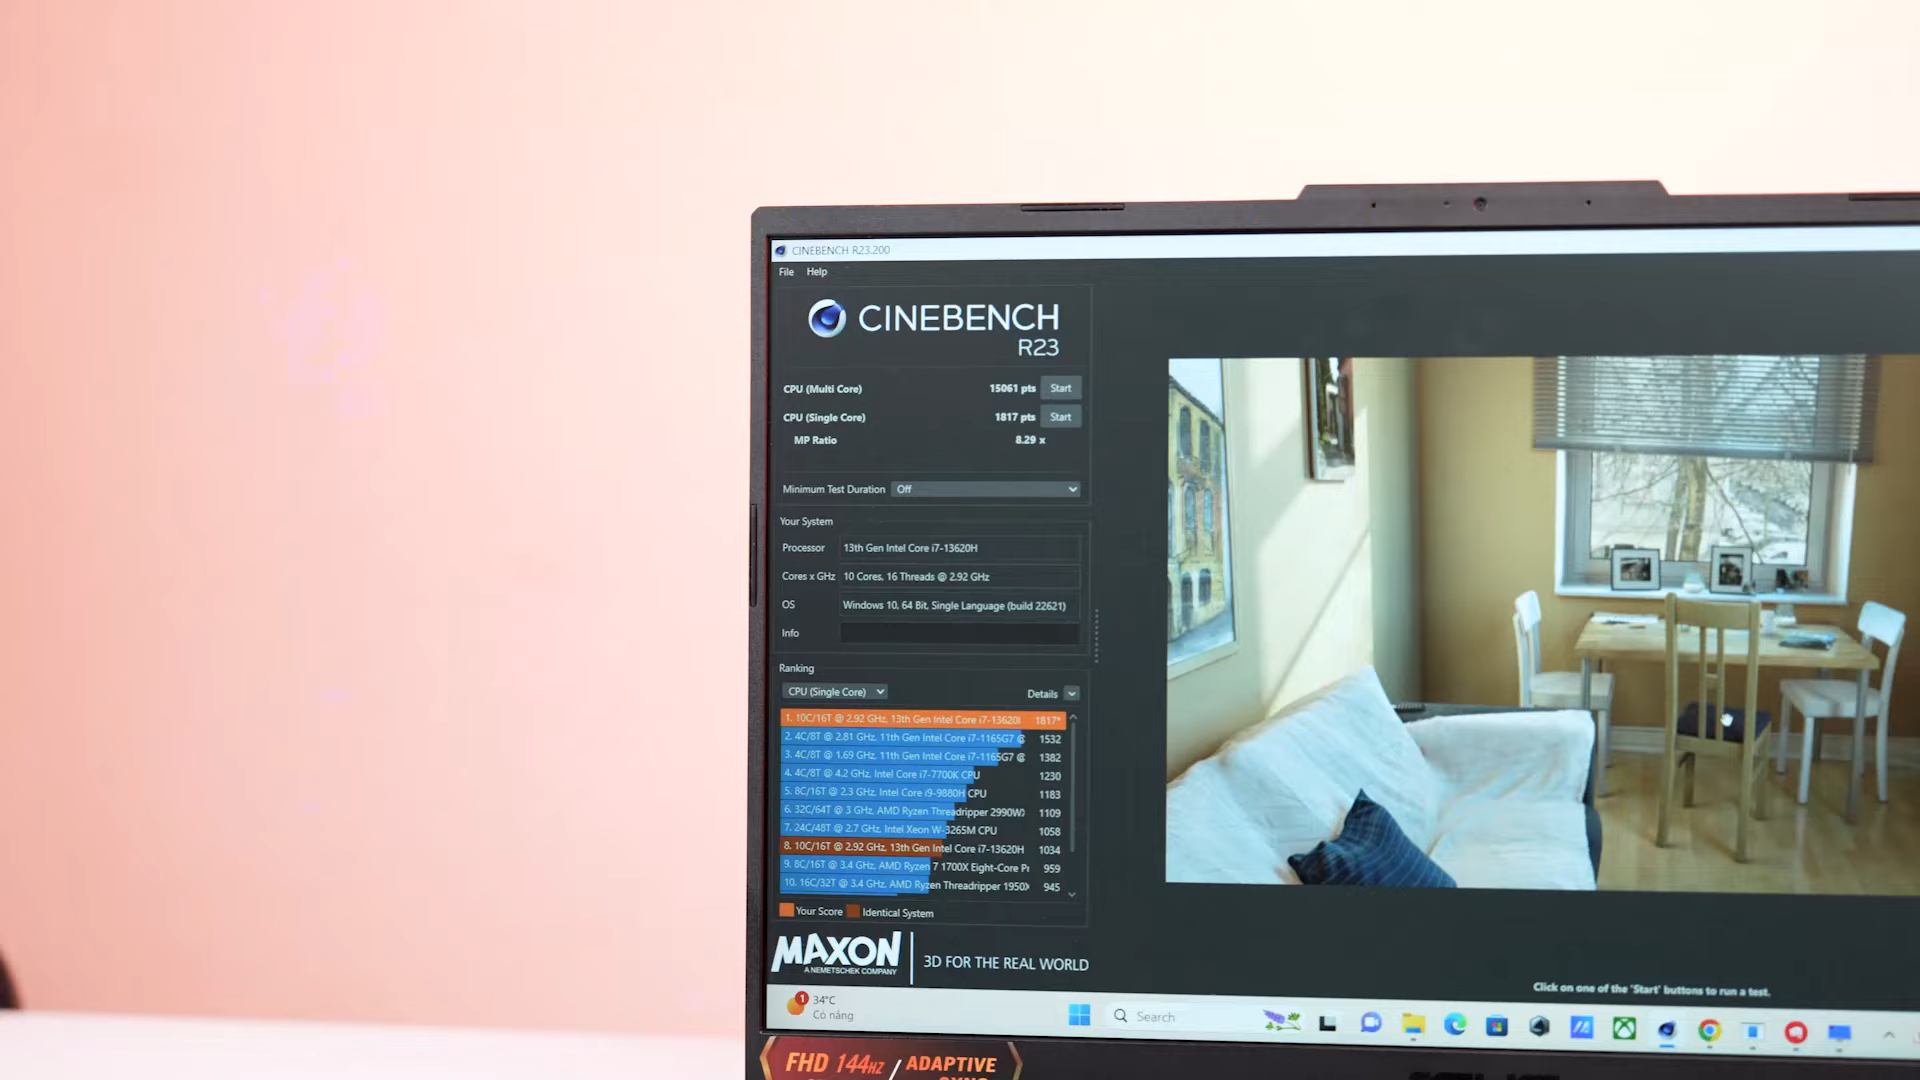 CINEBENCH R23.200
File Help
CINEBENCH
R23
CPU (Multi Core) 15061 pts Start
CPU (Single Core) 1817 pts Start
MP Ratio 8.29 x
Minimum Test Duration Off
Your System
Processor 13th Gen Intel Core i7-13620H
Cores x GHz 10 Cores, 16 Threads @ 2.92 GHz
OS Windows 10, 64 Bit, Single Language (build 22621)
Info
Ranking
CPU (Single Core) Details
1. 10C/16T @ 2.92 GHz, 13th Gen Intel Core i7-13620I 1817*
2. 4C/8T @ 2.81 GHz, 11th Gen Intel Core i7-1165G7 @ 1532
3. 4C/8T @ 1.69 GHz, 11th Gen Intel Core i7-1165G7 @ 1382
4. 4C/8T @ 4.2 GHz, Intel Core i7-7700K CPU 1230
5. 8C/16T @ 2.3 GHz, Intel Core i9-9880H CPU 1183
6. 32C/64T @ 3 GHz, AMD Ryzen Threadripper 2990WX 1109
7. 24C/48T @ 2.7 GHz, Intel Xeon W-3265M CPU 1058
8. 10C/16T @ 2.92 GHz, 13th Gen Intel Core i7-13620H 1034
9. 8C/16T @ 3.4 GHz, AMD Ryzen 7 1700X Eight-Core Pr 959
10. 16C/32T @ 3.4 GHz, AMD Ryzen Threadripper 1950X 945
Your Score Identical System
MAXON
A NEMETSCHEK COMPANY
3D FOR THE REAL WORLD
Click on one of the 'Start' buttons to run a test.
1
34°C
Có nắng
Search
FHD 144HZ / ADAPTIVE